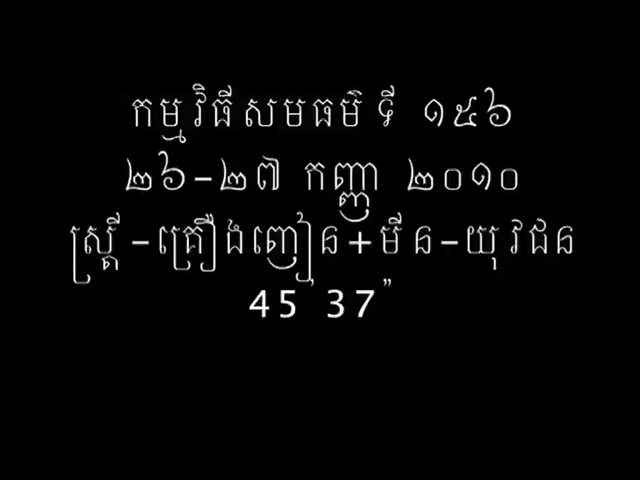 កម្មវិធីសមធម៌ ទី ១៥៦
២៦-២៧ កញ្ញា ២០១០
ស្ត្រី -គ្រឿងញៀន+មីន-យុវជន
45' 37"